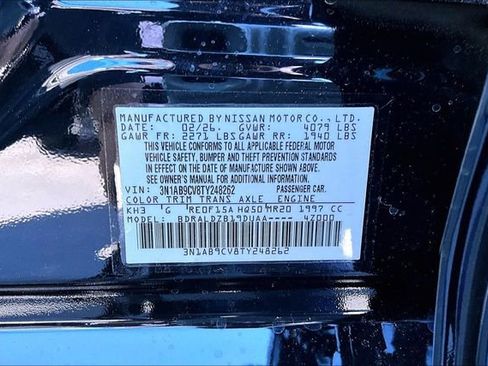 MANUFACTURED BY NISSAN MOTOR CO., LTD.
DATE: 02/26. GVWR: 4079 LBS
GAWR FR: 2271 LBS GAWR RR: 1940 LBS
THIS VEHICLE CONFORMS TO ALL APPLICABLE FEDERAL MOTOR
VEHICLE SAFETY, BUMPER AND THEFT PREVENTION STANDARDS
IN EFFECT ON THE DATE OF MANUFACTURE SHOWN ABOVE.
SEE OWNER'S MANUAL FOR ADDITIONAL INFORMATION
VIN: 3N1AB9CV8TY248262 PASSENGER CAR.
COLOR TRIM TRANS AXLE ENGINE
KH3 G RE0F15A HQ50 MR20 1997 CC
MODEL: BDRALDZB19DUAA---- 4Z000
3N1AB9CV8TY248262